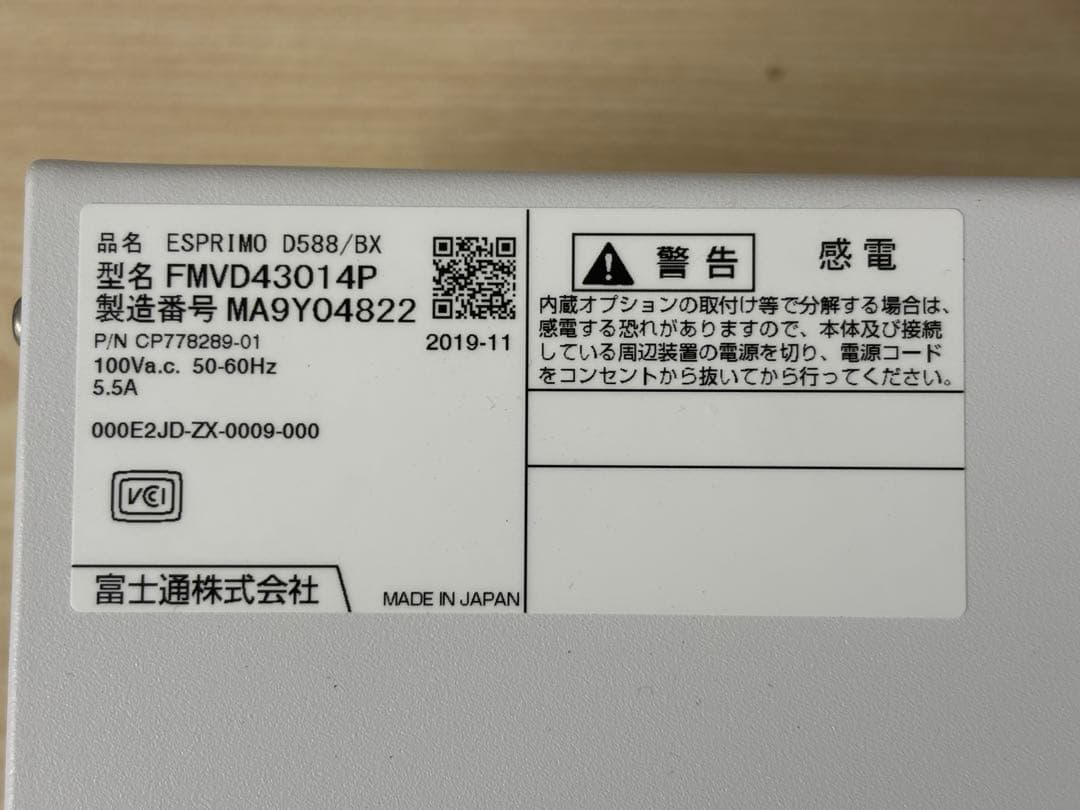 品名 ESPRIMO D588/BX
型名 FMVD43014P
製造番号 MA9Y04822
P/N CP778289-01
2019-11
100Va.c. 50-60Hz
5.5A
000E2JD-ZX-0009-000
VCCI
富士通株式会社
MADE IN JAPAN
警告
感電
内蔵オプションの取付け等で分解する場合は、
感電する恐れがありますので、本体及び接続
している周辺装置の電源を切り、電源コード
をコンセントから抜いてから行ってください。